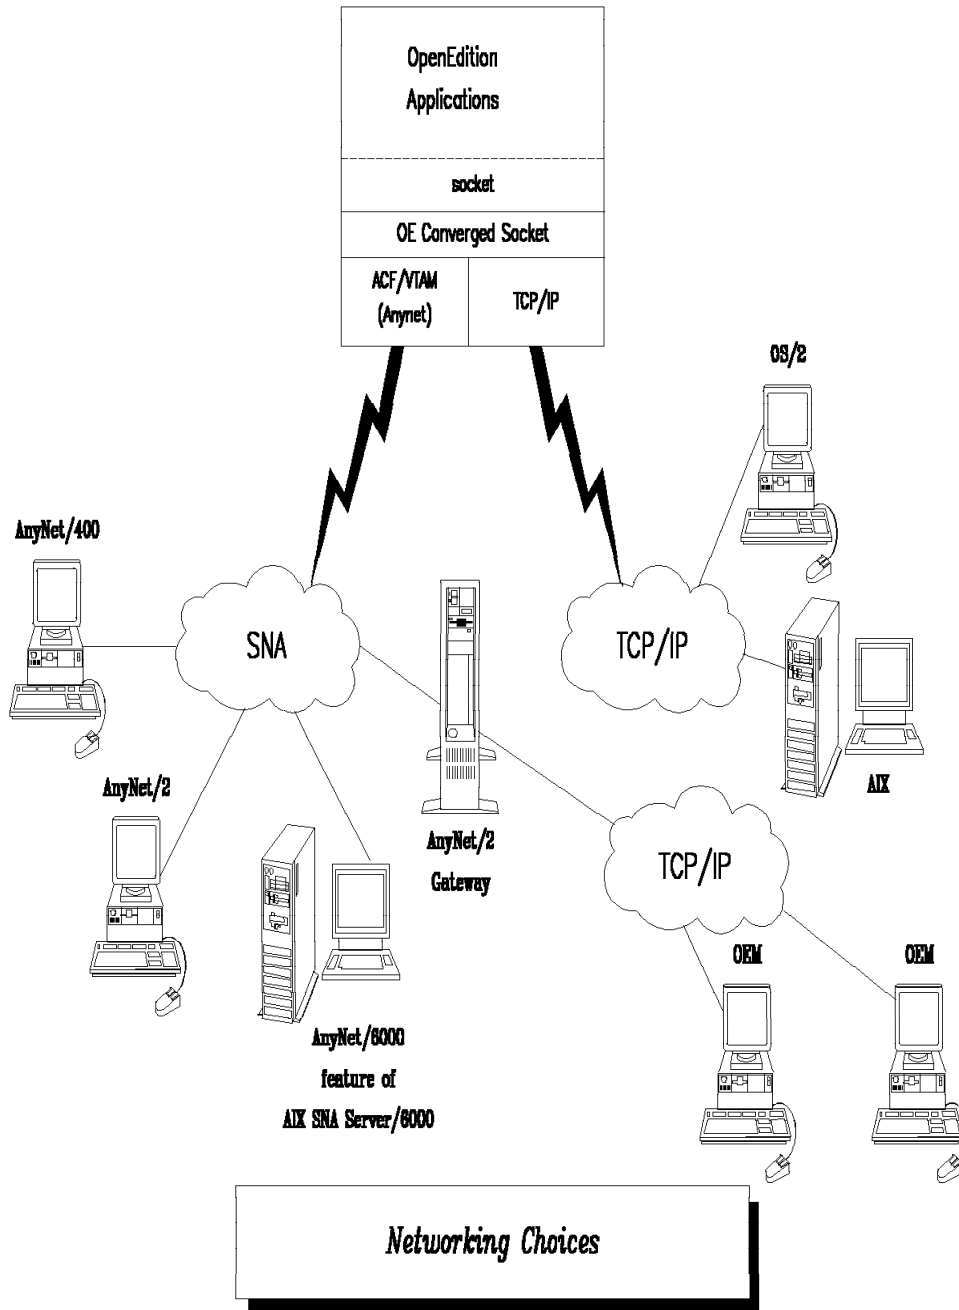 OpenEdition
Applications
socket
OE Converged Socket
ACF/VTAM
(Anynet)
TCP/IP
OS/2
AnyNet/400
SNA
TCP/IP
AnyNet/2
AIX
AnyNet/2
Gateway
TCP/IP
OEM
OEM
AnyNet/6000
feature of
AIX SNA Server/6000
Networking Choices